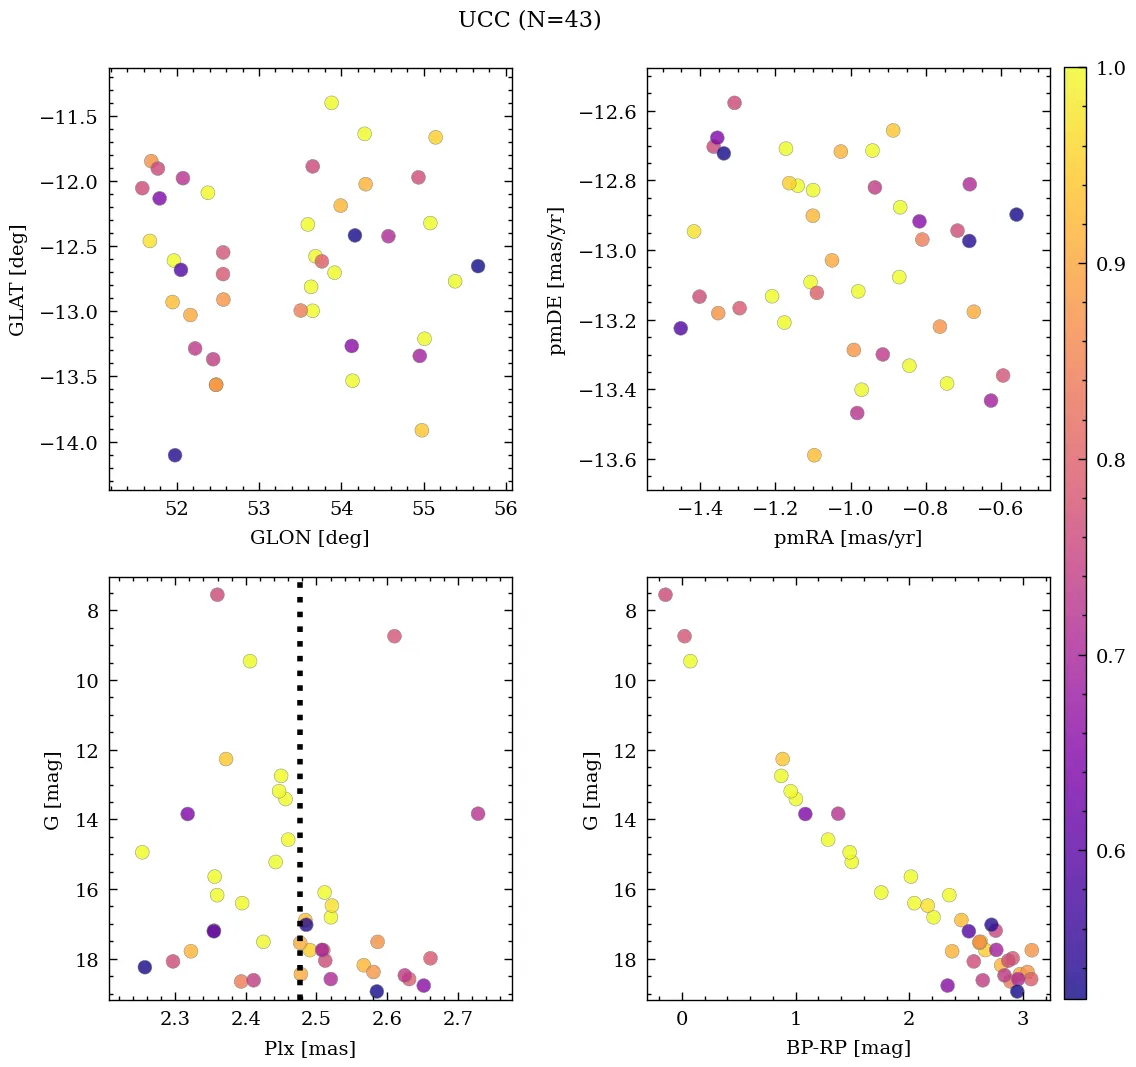 UCC (N=43)
−11.5
−12.0
−12.5
−13.0
−13.5
−14.0
GLAT [deg]
52 53 54 55 56
GLON [deg]
−12.6
−12.8
−13.0
−13.2
−13.4
−13.6
pmDE [mas/yr]
−1.4 −1.2 −1.0 −0.8 −0.6
pmRA [mas/yr]
8
10
12
14
16
18
G [mag]
2.3 2.4 2.5 2.6 2.7
Plx [mas]
8
10
12
14
16
18
G [mag]
0 1 2 3
BP-RP [mag]
1.0
0.9
0.8
0.7
0.6